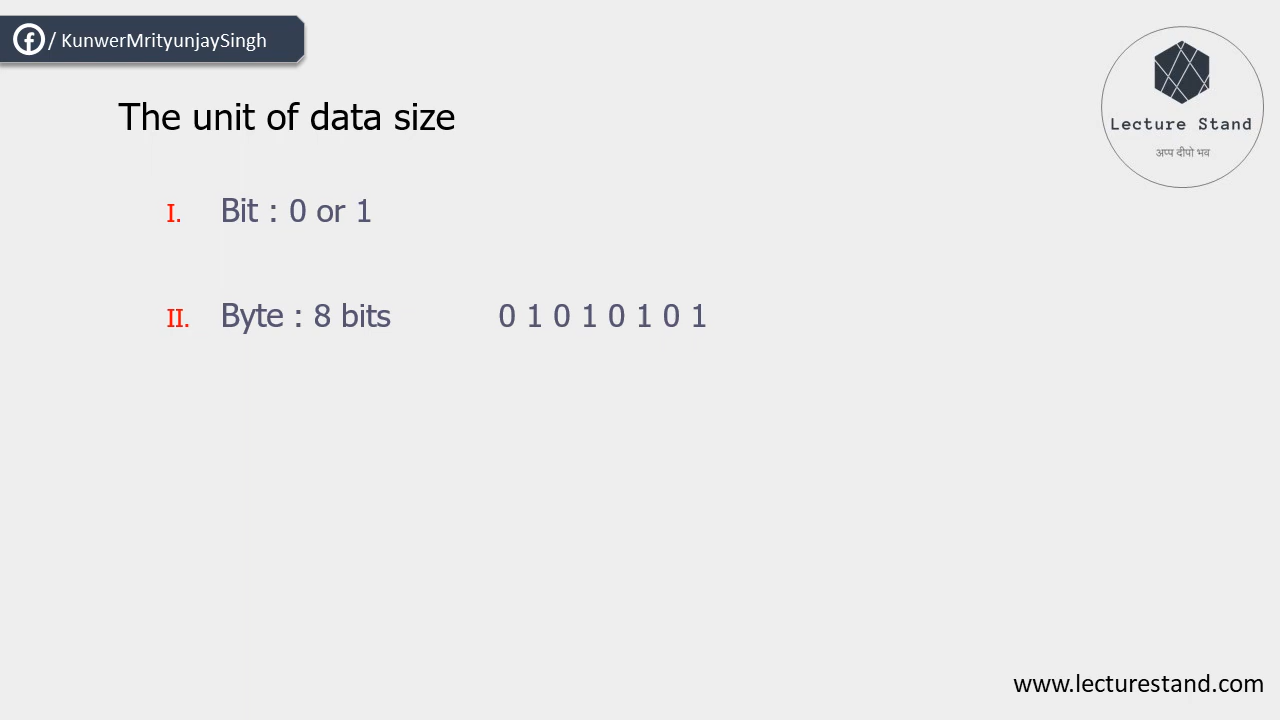 / KunwerMrityunjaySingh
Lecture Stand
अप्प दीपो भव
The unit of data size
I. Bit : 0 or 1
II. Byte : 8 bits 0 1 0 1 0 1 0 1
www.lecturestand.com